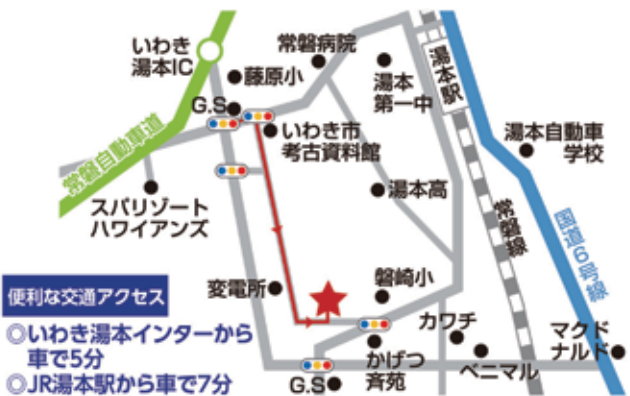 いわき
湯本IC
常磐病院
藤原小
湯本
第一中
湯本駅
G.S
いわき市
考古資料館
湯本自動車
学校
常磐自動車道
スパリゾート
ハワイアンズ
湯本高
常磐線
国道6号線
変電所
磐崎小
カワチ
マクド
ナルド
かげつ
斉苑
ベニマル
G.S
便利な交通アクセス
◎いわき湯本インターから
車で5分
◎JR湯本駅から車で7分